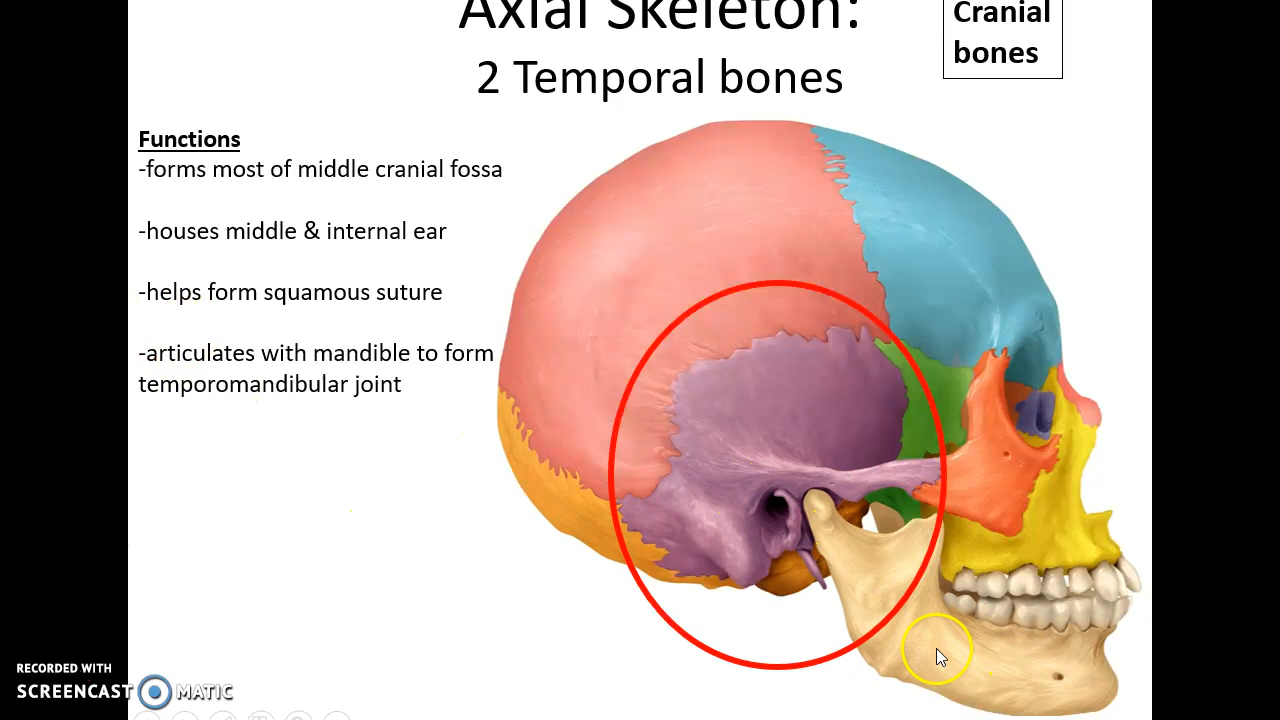 Axial Skeleton:
2 Temporal bones
Cranial
bones
Functions
-forms most of middle cranial fossa
-houses middle & internal ear
-helps form squamous suture
-articulates with mandible to form
temporomandibular joint
RECORDED WITH
SCREENCAST MATIC